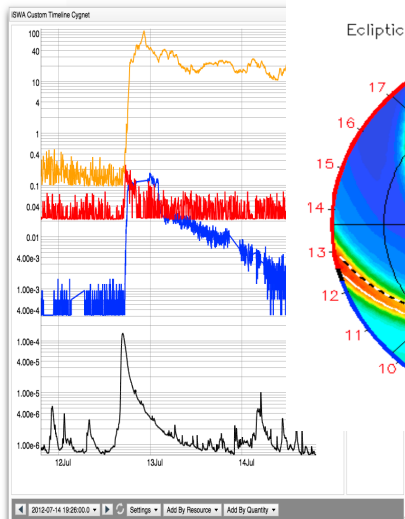 iSWA Custom Timeline Cygnet
100
40
10
4
1
0.4
0.1
0.04
0.01
4.00e-3
1.00e-3
4.00e-4
1.00e-4
4.00e-5
1.00e-5
4.00e-6
1.00e-6
12Jul 13Jul 14Jul
2012-07-14 19:26:00.0 Settings Add By Resource Add By Quantity
Ecliptic
17
16
15
14
13
12
11
10